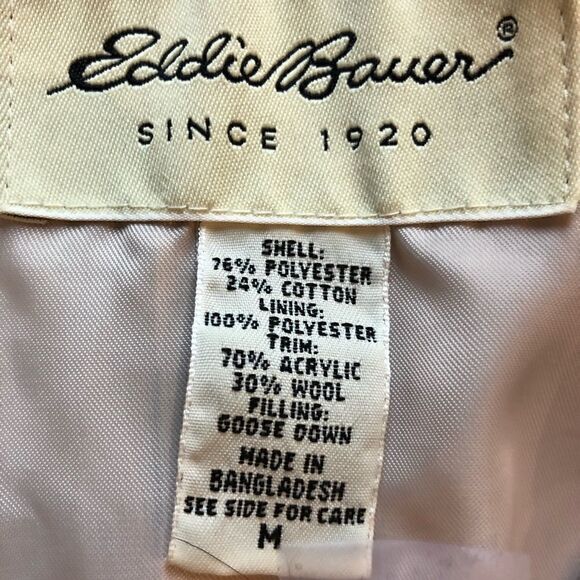 Eddie Bauer®
SINCE 1920
SHELL:
76% POLYESTER
24% COTTON
LINING:
100% POLYESTER
TRIM:
70% ACRYLIC
30% WOOL
FILLING:
GOOSE DOWN
MADE IN
BANGLADESH
SEE SIDE FOR CARE
M